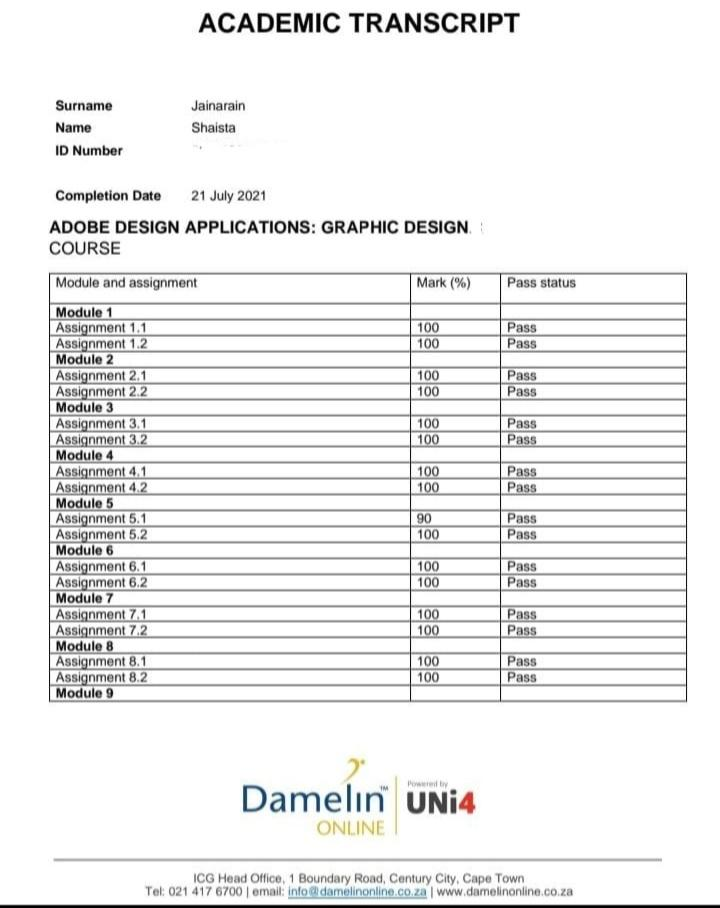 ACADEMIC TRANSCRIPT
Surname Jainarain
Name Shaista
ID Number
Completion Date 21 July 2021
ADOBE DESIGN APPLICATIONS: GRAPHIC DESIGN
COURSE
Module and assignment Mark (%) Pass status
Module 1
Assignment 1.1 100 Pass
Assignment 1.2 100 Pass
Module 2
Assignment 2.1 100 Pass
Assignment 2.2 100 Pass
Module 3
Assignment 3.1 100 Pass
Assignment 3.2 100 Pass
Module 4
Assignment 4.1 100 Pass
Assignment 4.2 100 Pass
Module 5
Assignment 5.1 90 Pass
Assignment 5.2 100 Pass
Module 6
Assignment 6.1 100 Pass
Assignment 6.2 100 Pass
Module 7
Assignment 7.1 100 Pass
Assignment 7.2 100 Pass
Module 8
Assignment 8.1 100 Pass
Assignment 8.2 100 Pass
Module 9
Damelin™ Powered by UNi4
ONLINE
ICG Head Office, 1 Boundary Road, Century City, Cape Town
Tel: 021 417 6700 | email: info@damelinonline.co.za | www.damelinonline.co.za